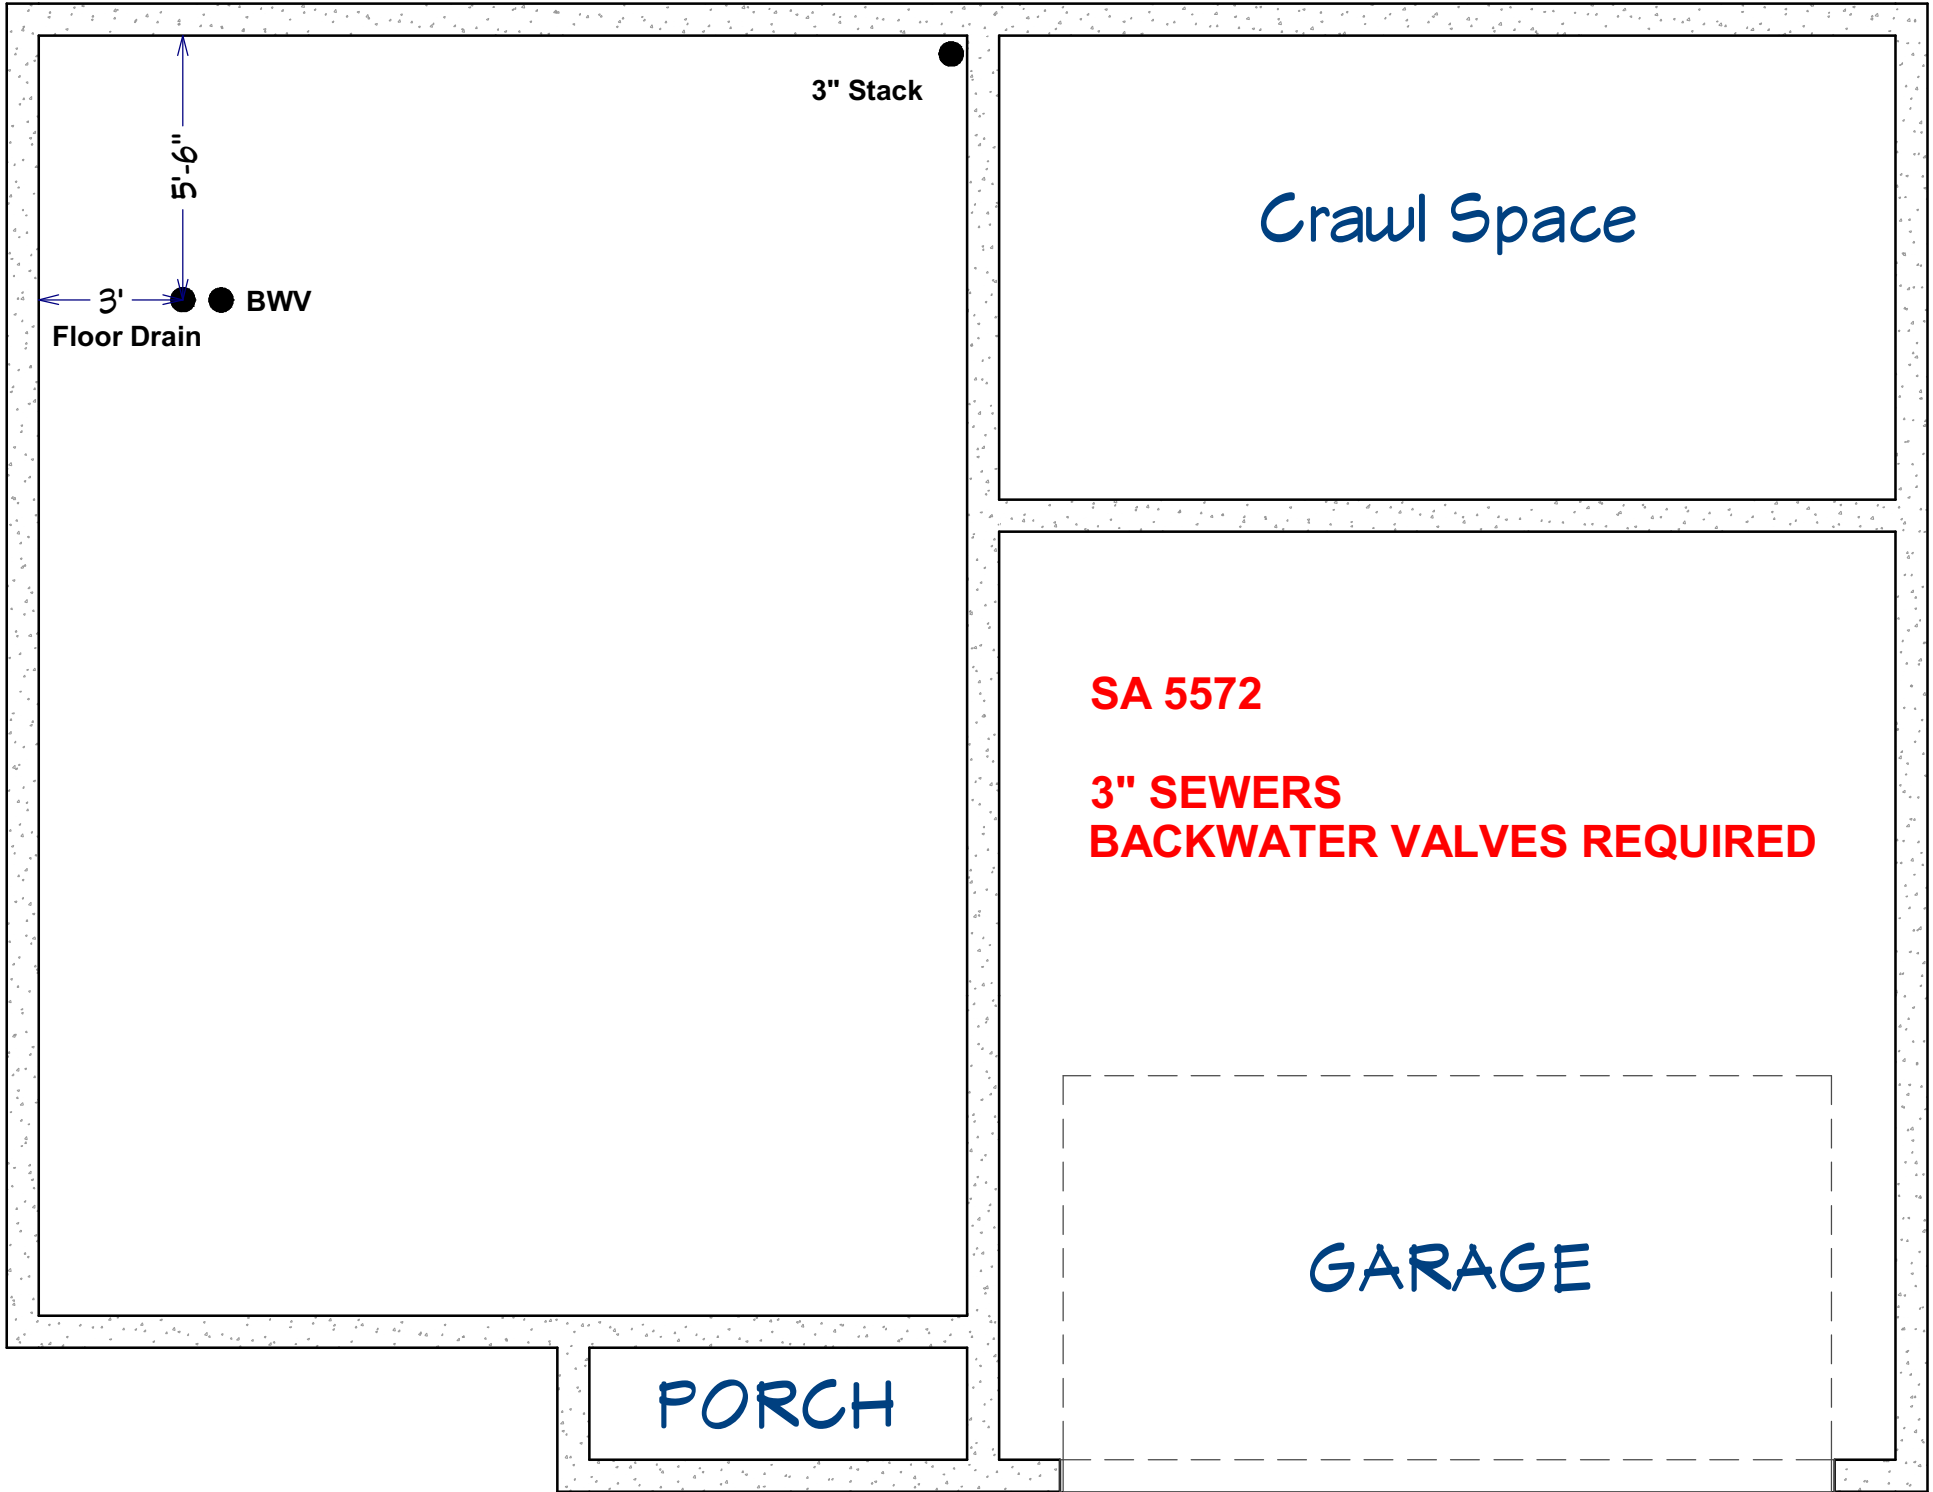 3" Stack
5'-6"
Crawl Space
3'
BWV
Floor Drain
SA 5572
3" SEWERS
BACKWATER VALVES REQUIRED
GARAGE
PORCH